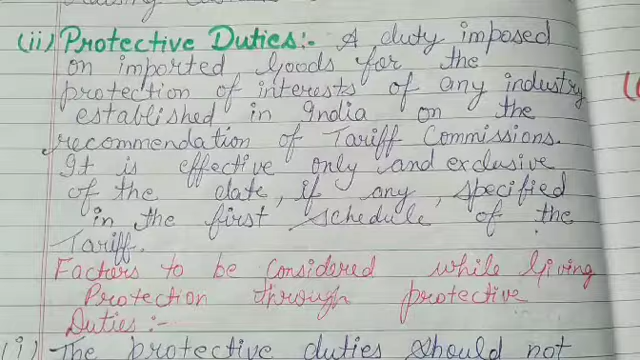 (ii) Protective Duties:- A duty imposed
on imported Goods for the
protection of interests of any industry
established in India on the
recommendation of Tariff Commissions.
It is effective only and exclusive
of the date, if any, specified
in the first schedule of the
Tariff.
Factors to be Considered while Giving
Protection through protective
Duties :-
(i) The protective duties should not